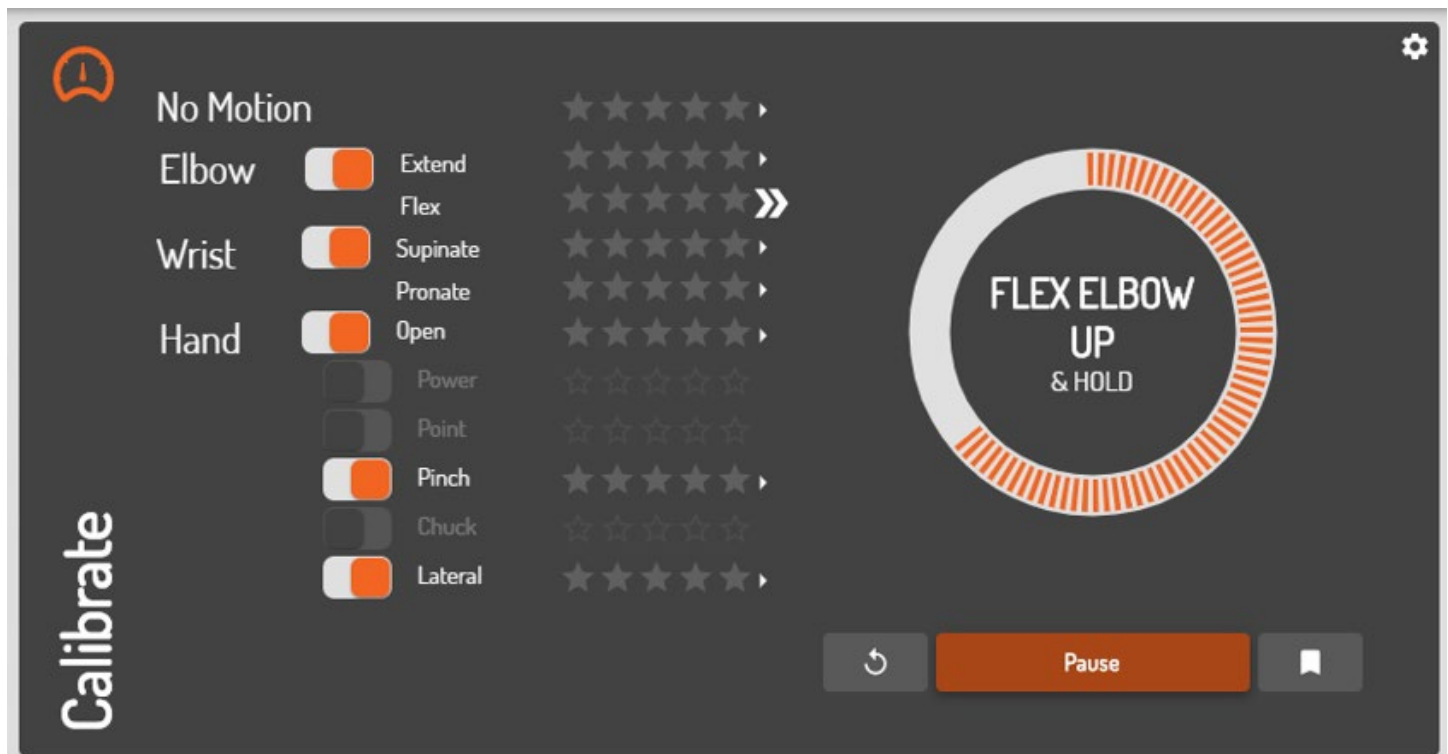 No Motion
Elbow
Extend
Flex
Wrist
Supinate
Pronate
Hand
Open
Power
Point
Pinch
Chuck
Lateral
Calibrate
FLEX ELBOW
UP
& HOLD
Pause